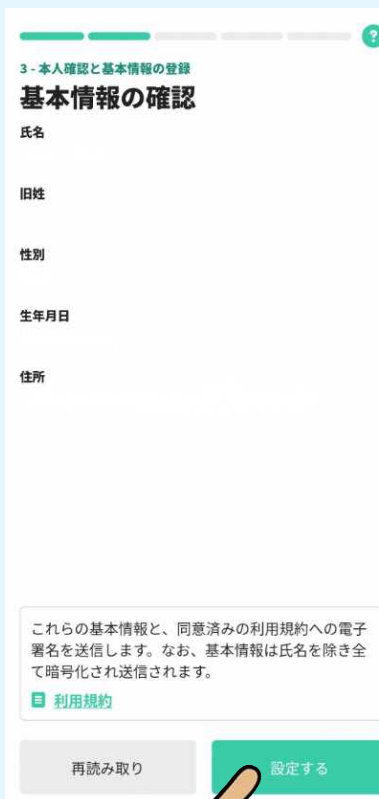 ?
3 - 本人確認と基本情報の登録
基本情報の確認
氏名
旧姓
性別
生年月日
住所
これらの基本情報と、同意済みの利用規約への電子
署名を送信します。なお、基本情報は氏名を除き全
て暗号化され送信されます。
利用規約
再読み取り
設定する